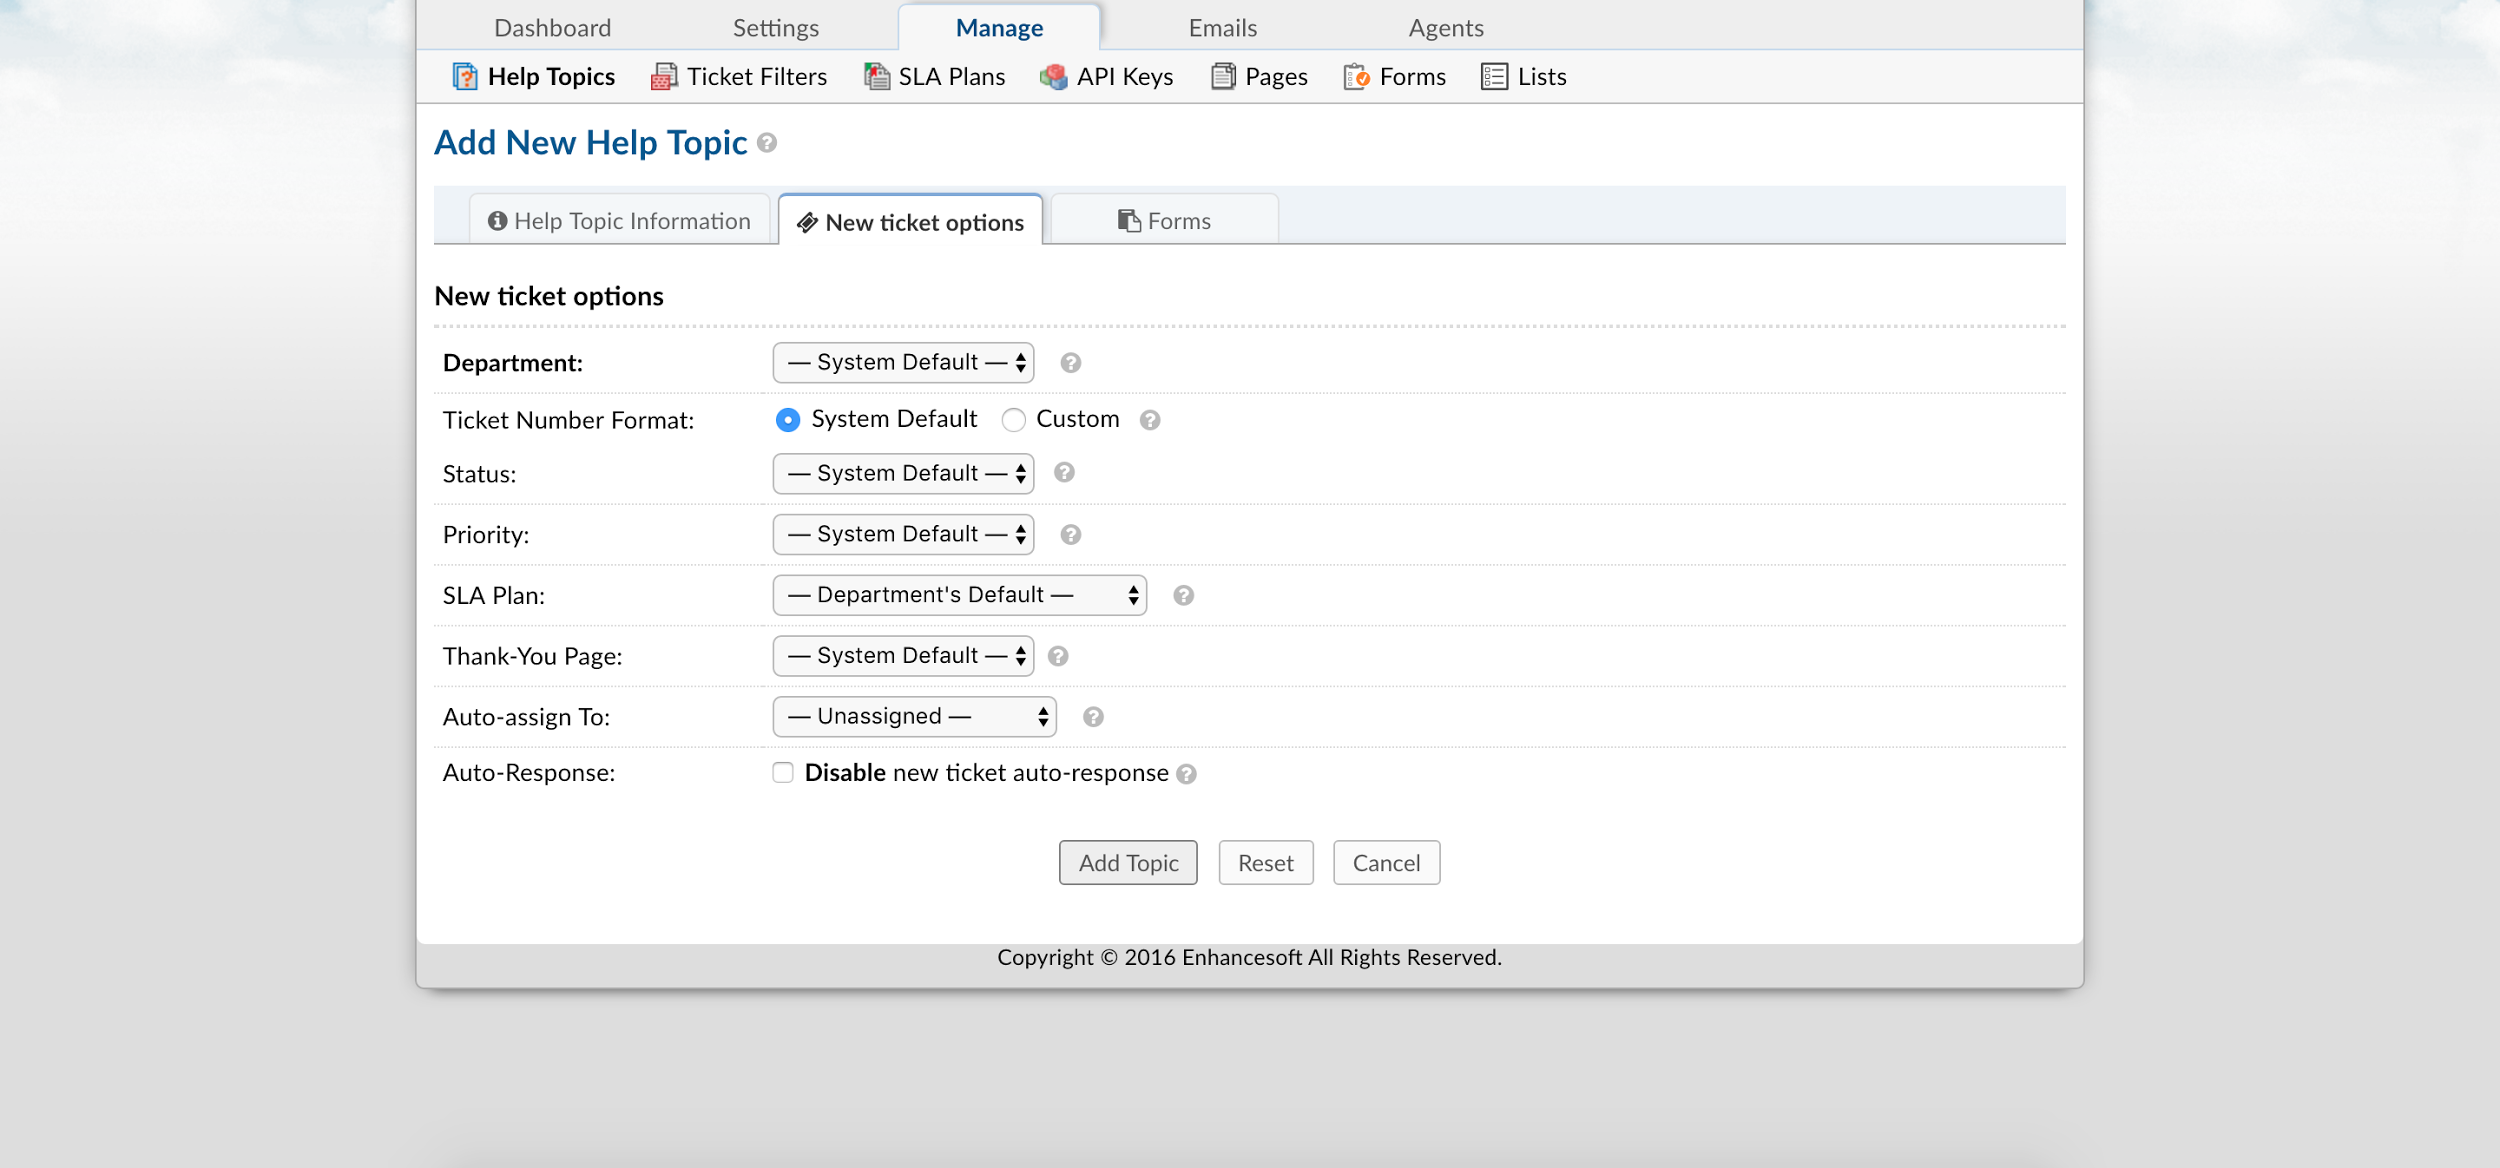 Dashboard Settings Manage Emails Agents
Help Topics Ticket Filters SLA Plans API Keys Pages Forms Lists
Add New Help Topic
Help Topic Information New ticket options Forms
New ticket options
Department: — System Default —
Ticket Number Format: System Default Custom
Status: — System Default —
Priority: — System Default —
SLA Plan: — Department's Default —
Thank-You Page: — System Default —
Auto-assign To: — Unassigned —
Auto-Response: Disable new ticket auto-response
Add Topic Reset Cancel
Copyright © 2016 Enhancesoft All Rights Reserved.